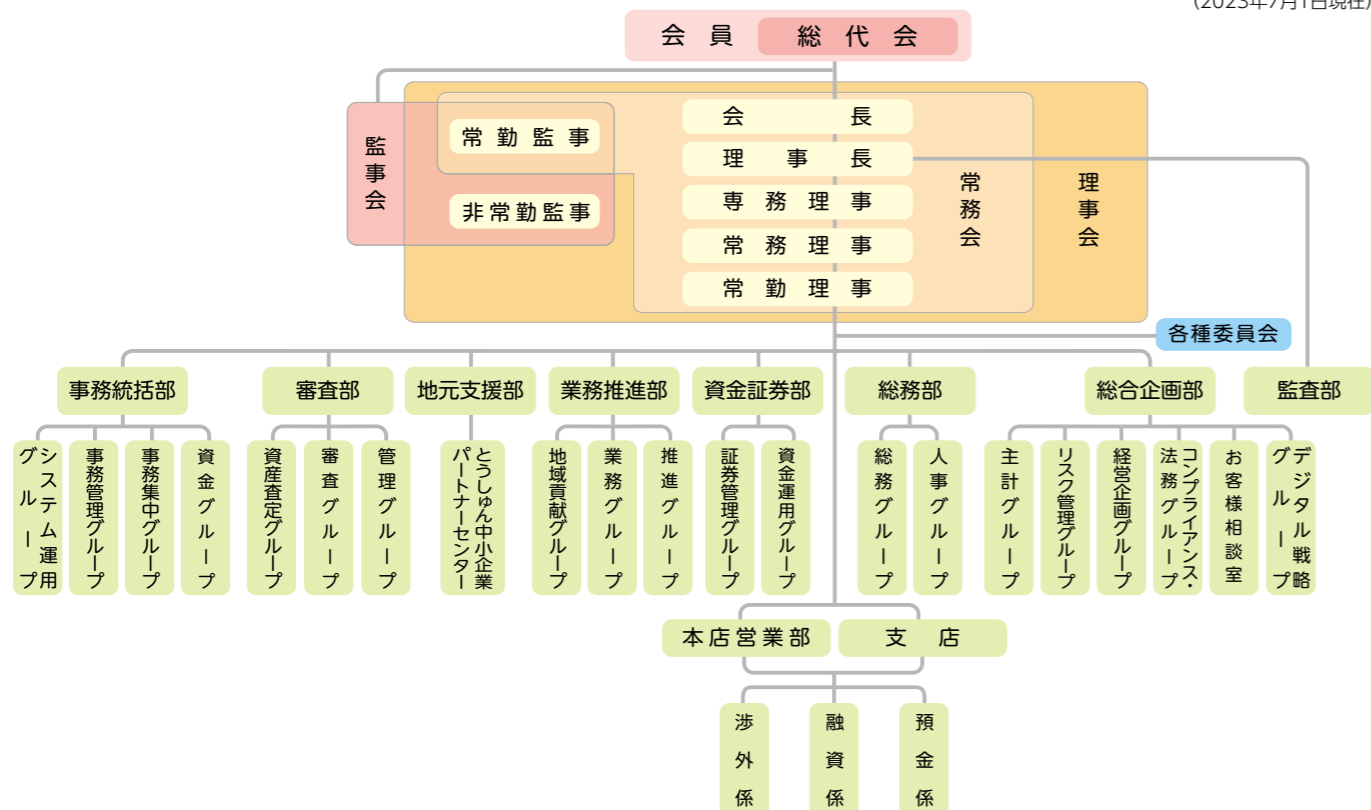 (2023年7月1日現在)
会員 総代会
監事会
常勤監事
非常勤監事
会長
理事長
専務理事
常務理事
常勤理事
常務会
理事会
各種委員会
事務統括部
審査部
地元支援部
業務推進部
資金証券部
総務部
総合企画部
監査部
システム運用
グループ
事務管理グループ
事務集中グループ
資金グループ
資産査定グループ
審査グループ
管理グループ
とうしゅん中小企業
パートナーセンター
地域貢献グループ
業務グループ
推進グループ
証券管理グループ
資金運用グループ
総務グループ
人事グループ
主計グループ
リスク管理グループ
経営企画グループ
コンプライアンス・
法務グループ
お客様相談室
デジタル戦略
グループ
本店営業部
支店
渉外係
融資係
預金係